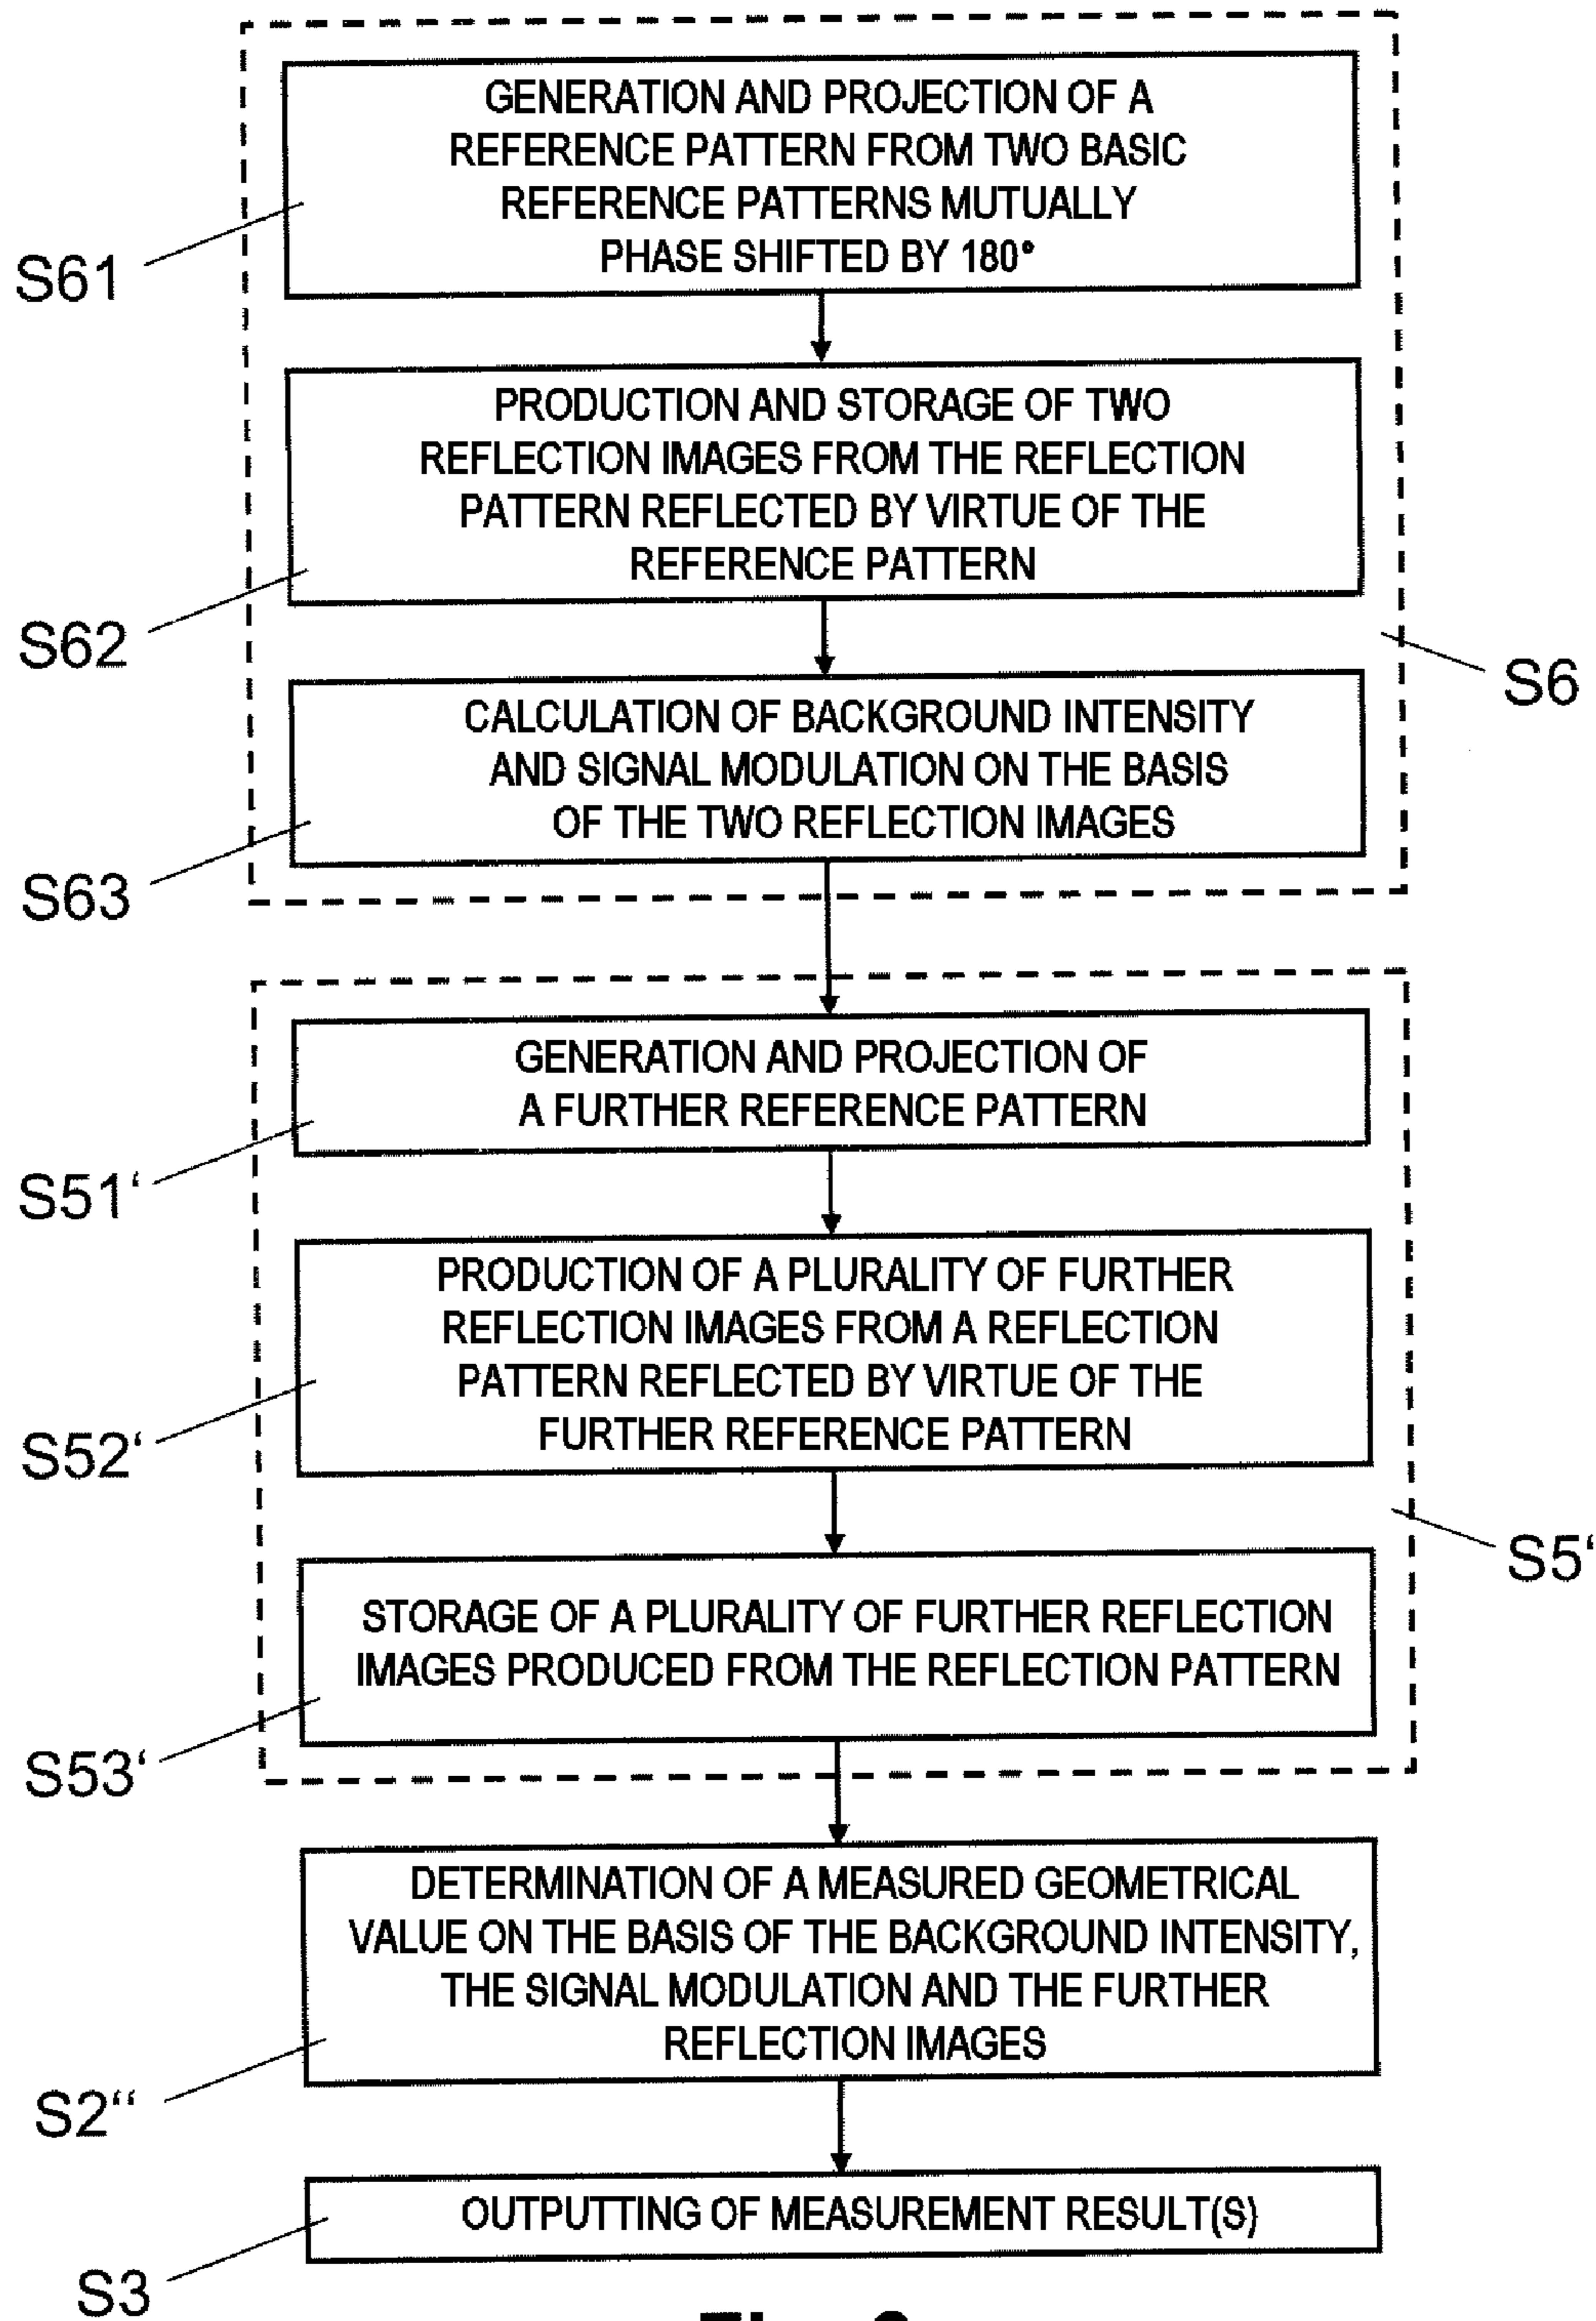 GENERATION AND PROJECTION OF A
REFERENCE PATTERN FROM TWO BASIC
REFERENCE PATTERNS MUTUALLY
PHASE SHIFTED BY 180°
S61
PRODUCTION AND STORAGE OF TWO
REFLECTION IMAGES FROM THE REFLECTION
PATTERN REFLECTED BY VIRTUE OF THE
REFERENCE PATTERN
S62
S6
CALCULATION OF BACKGROUND INTENSITY
AND SIGNAL MODULATION ON THE BASIS
OF THE TWO REFLECTION IMAGES
S63
GENERATION AND PROJECTION OF
A FURTHER REFERENCE PATTERN
S51‘
PRODUCTION OF A PLURALITY OF FURTHER
REFLECTION IMAGES FROM A REFLECTION
PATTERN REFLECTED BY VIRTUE OF THE
FURTHER REFERENCE PATTERN
S52‘
S5‘
STORAGE OF A PLURALITY OF FURTHER REFLECTION
IMAGES PRODUCED FROM THE REFLECTION PATTERN
S53‘
DETERMINATION OF A MEASURED GEOMETRICAL
VALUE ON THE BASIS OF THE BACKGROUND INTENSITY,
THE SIGNAL MODULATION AND THE FURTHER
REFLECTION IMAGES
S2“
OUTPUTTING OF MEASUREMENT RESULT(S)
S3